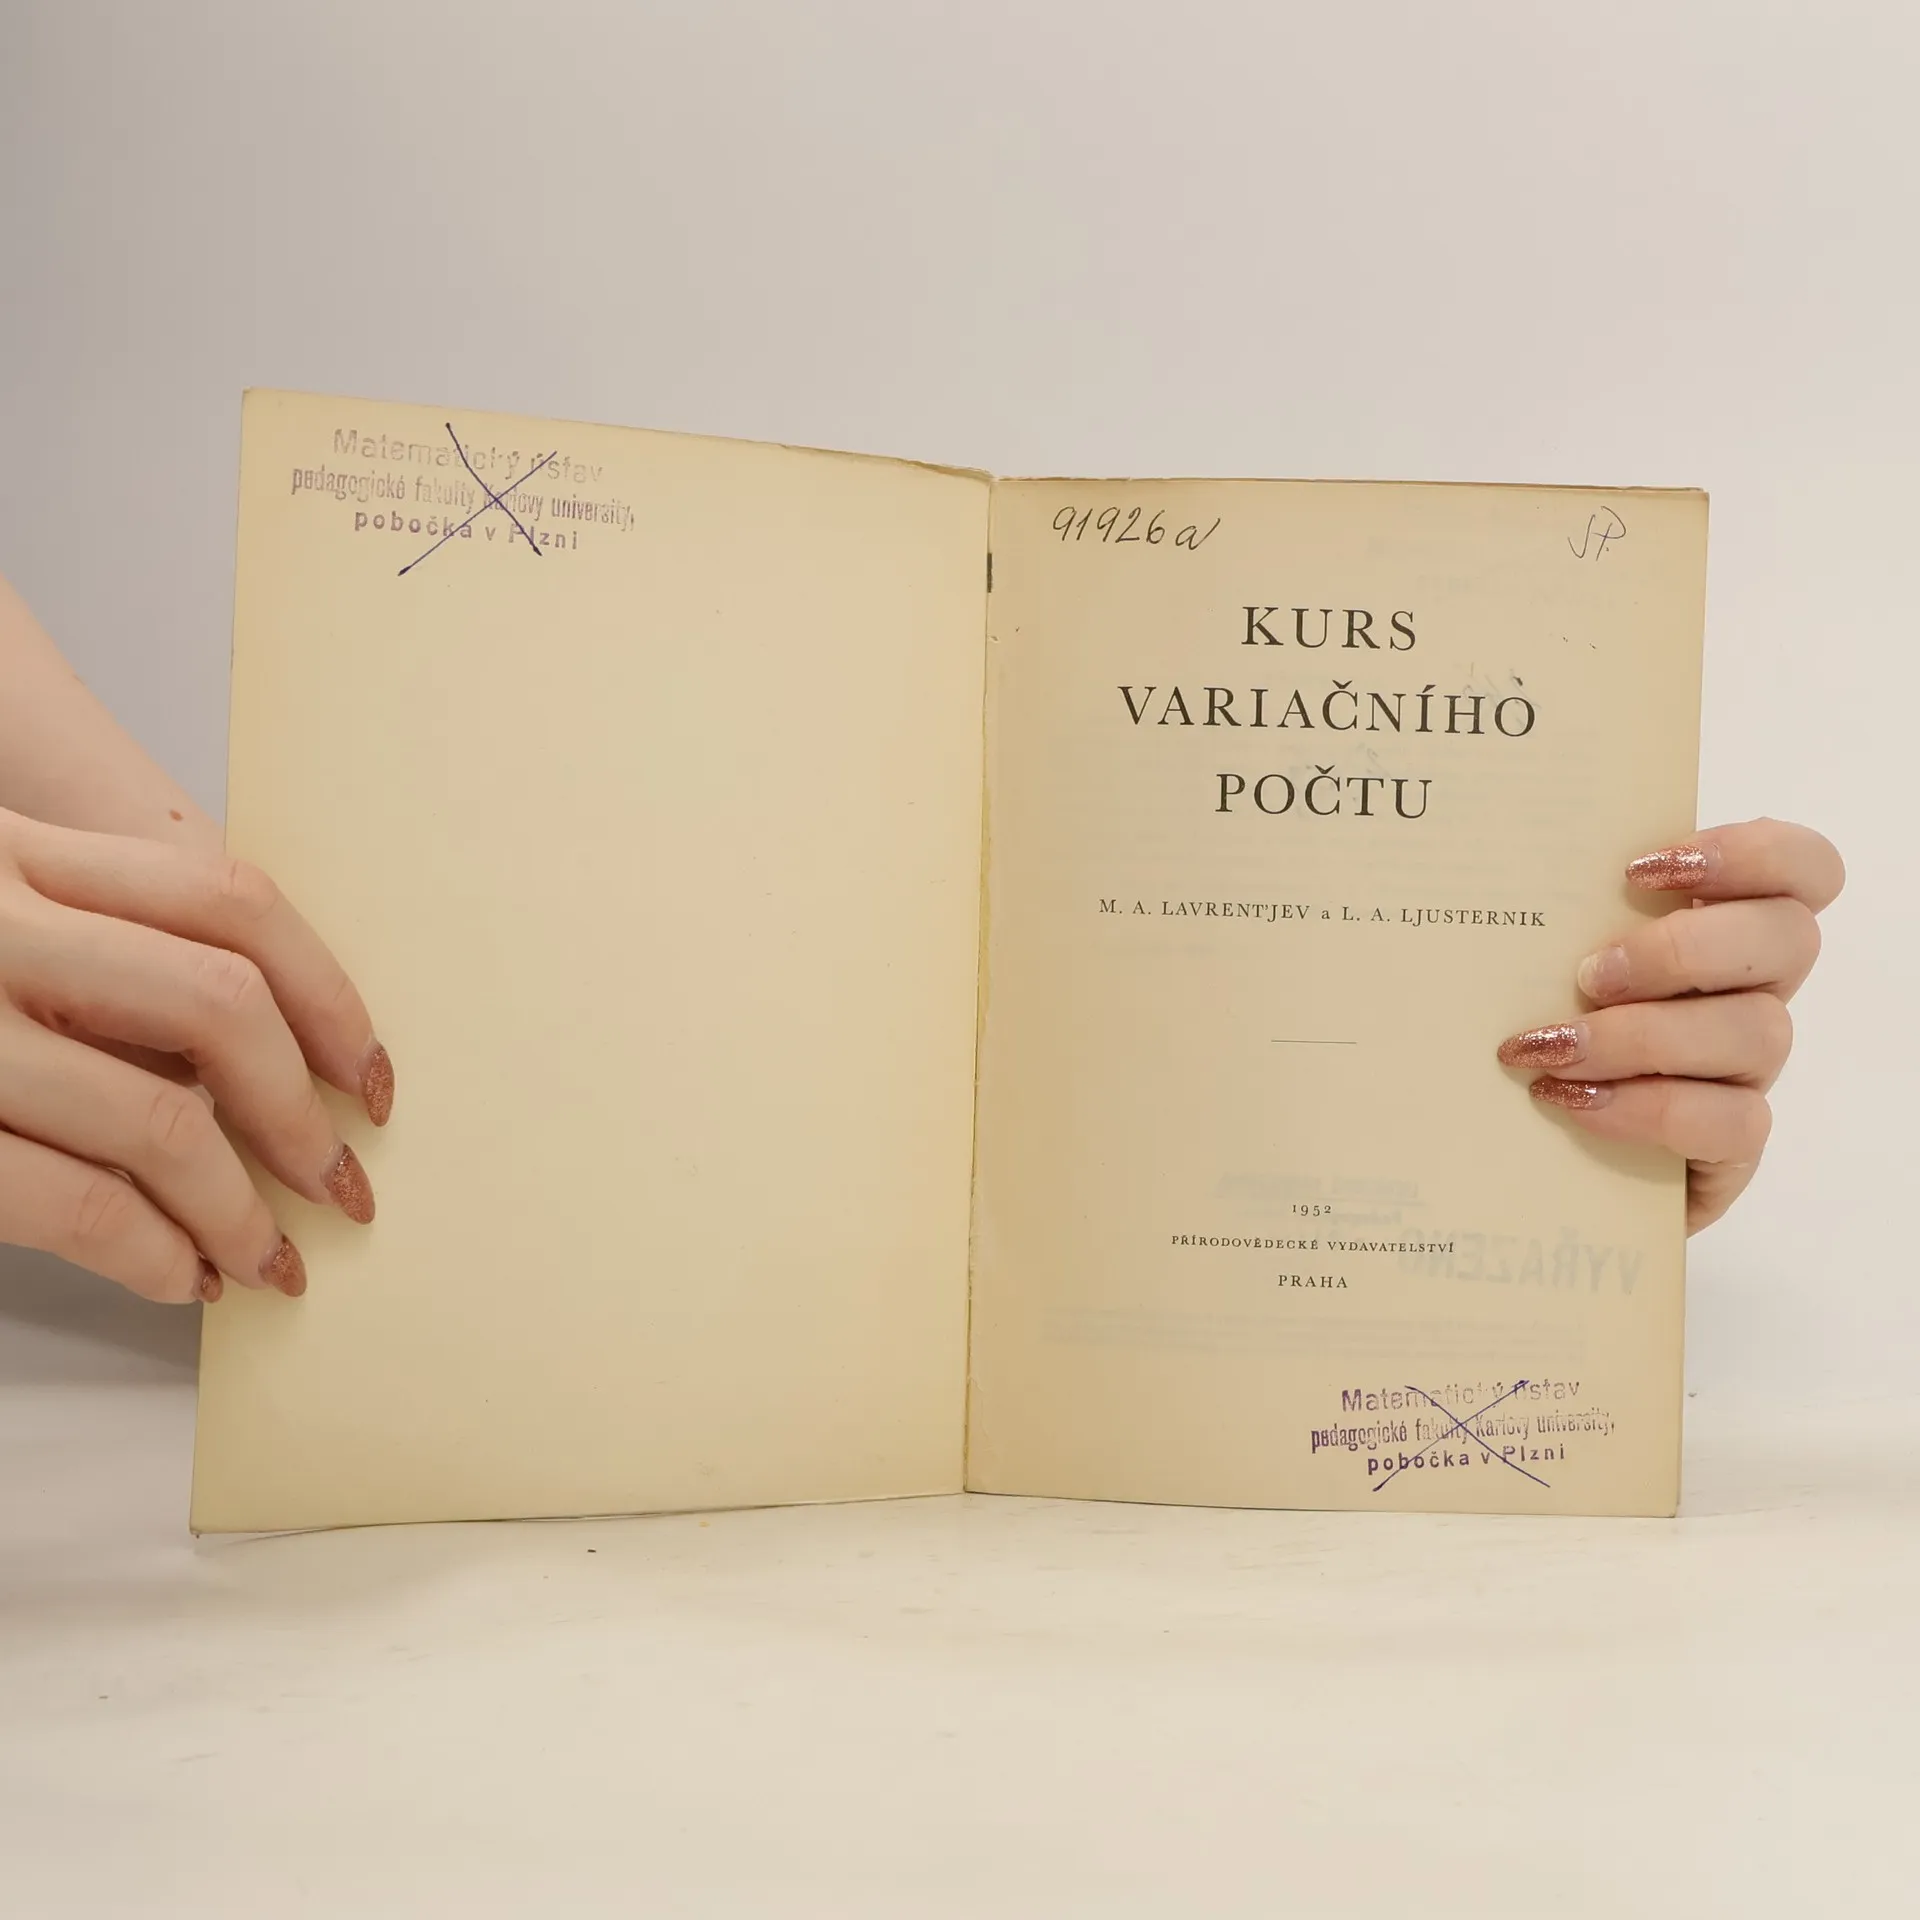 Matematický ústav
pedagogické fakulty Karlovy university,
pobočka v Plzni
91926a
KURS
VARIAČNÍHO
POČTU
M. A. LAVRENT'JEV a L. A. LJUSTERNIK
1952
PŘÍRODOVĚDECKÉ VYDAVATELSTVÍ
PRAHA
VYŘAZENO
Matematický ústav
pedagogické fakulty Karlovy university,
pobočka v Plzni